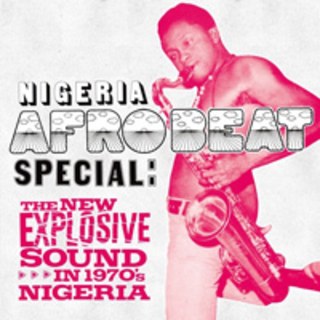 NIGERIA
AFROBEAT
SPECIAL:
THE NEW
EXPLOSIVE
SOUND
IN 1970's
NIGERIA